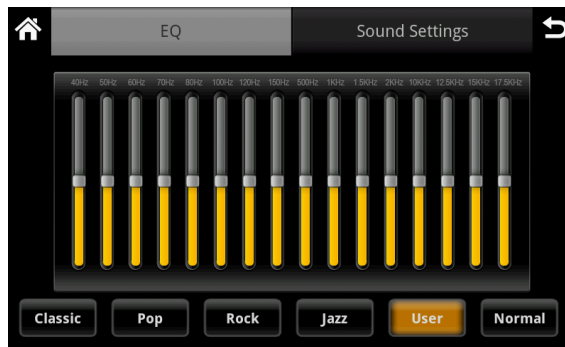 EQ Sound Settings
40Hz 50Hz 60Hz 70Hz 80Hz 100Hz 120Hz 150Hz 500Hz 1KHz 1.5KHz 2KHz 10KHz 12.5KHz 15KHz 17.5KHz
Classic Pop Rock Jazz User Normal